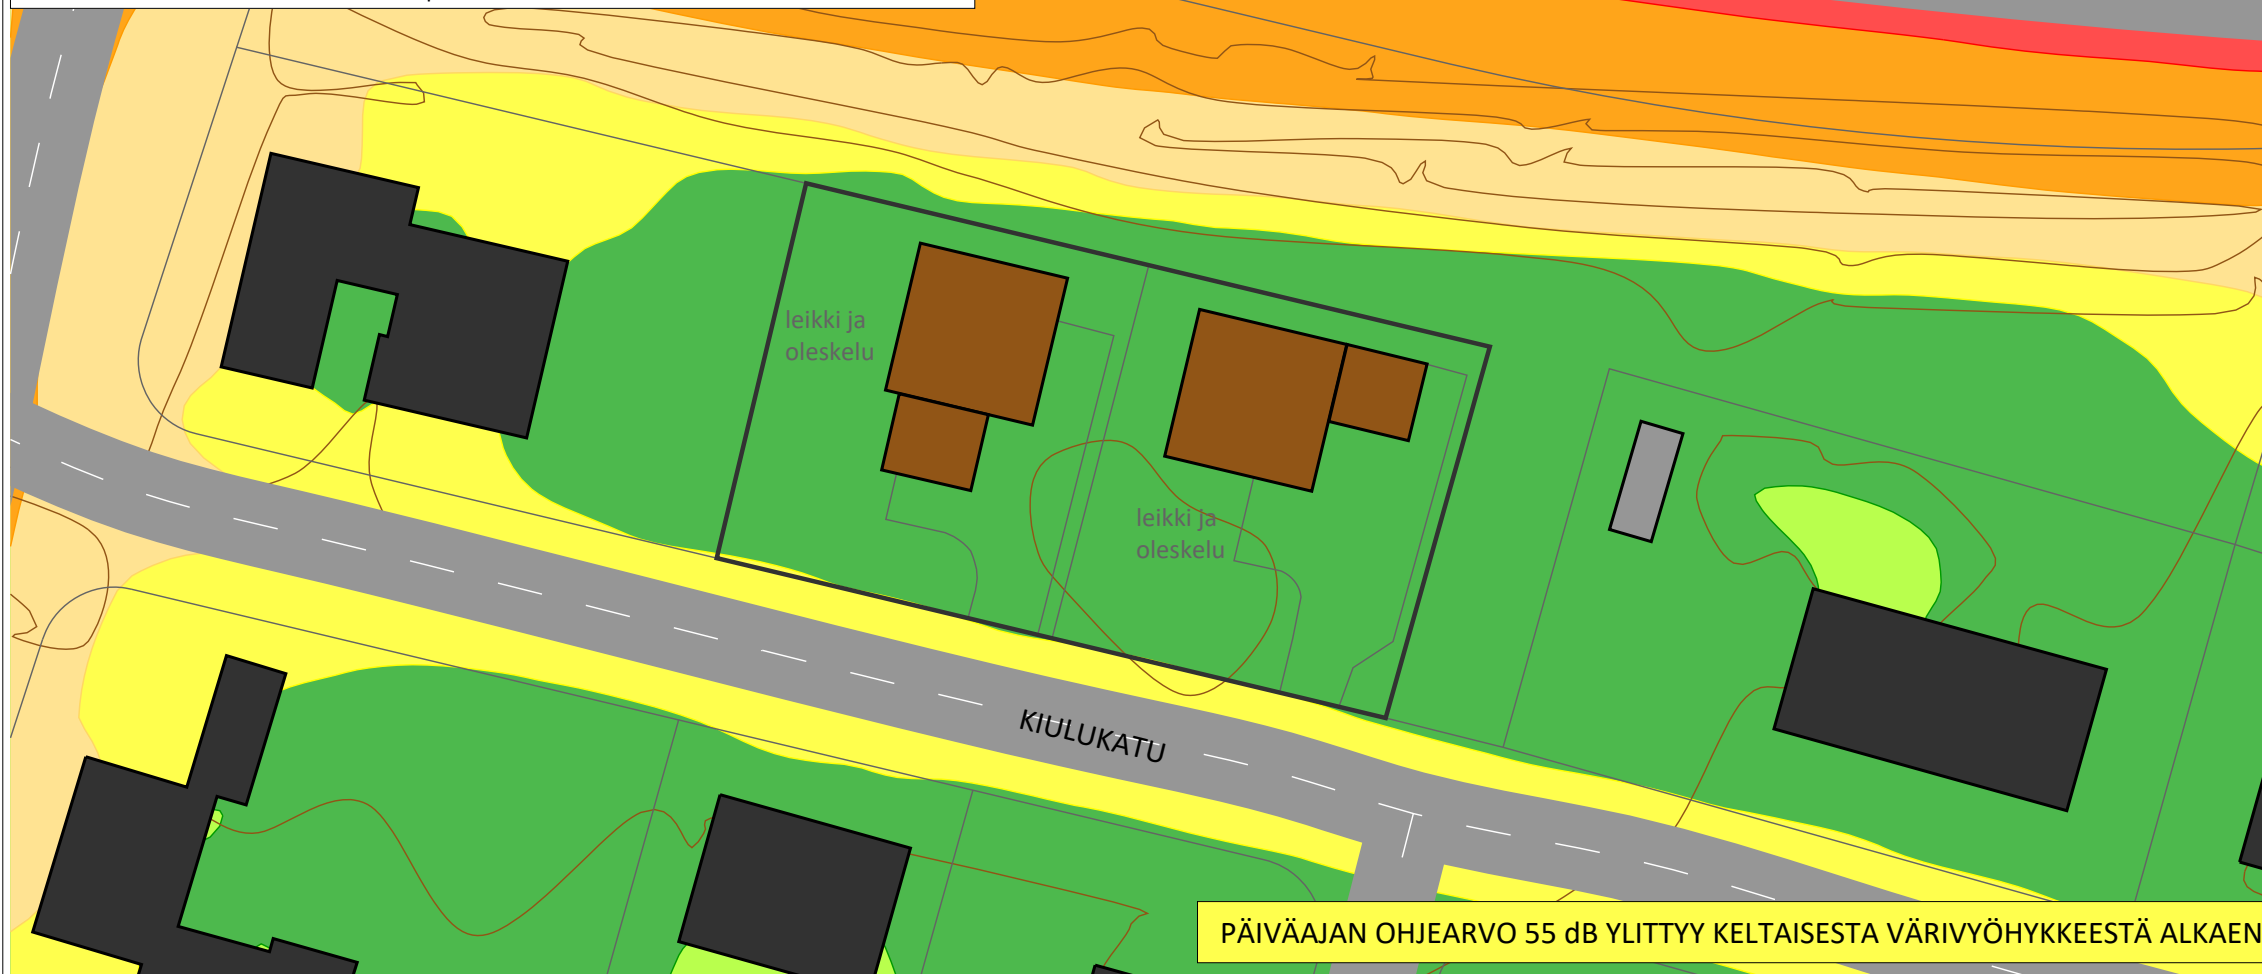 leikki ja
oleskelu
leikki ja
oleskelu
KIULUKATU
PÄIVÄAJAN OHJEARVO 55 dB YLITTYY KELTAISESTA VÄRIVYÖHYKKEESTÄ ALKAEN